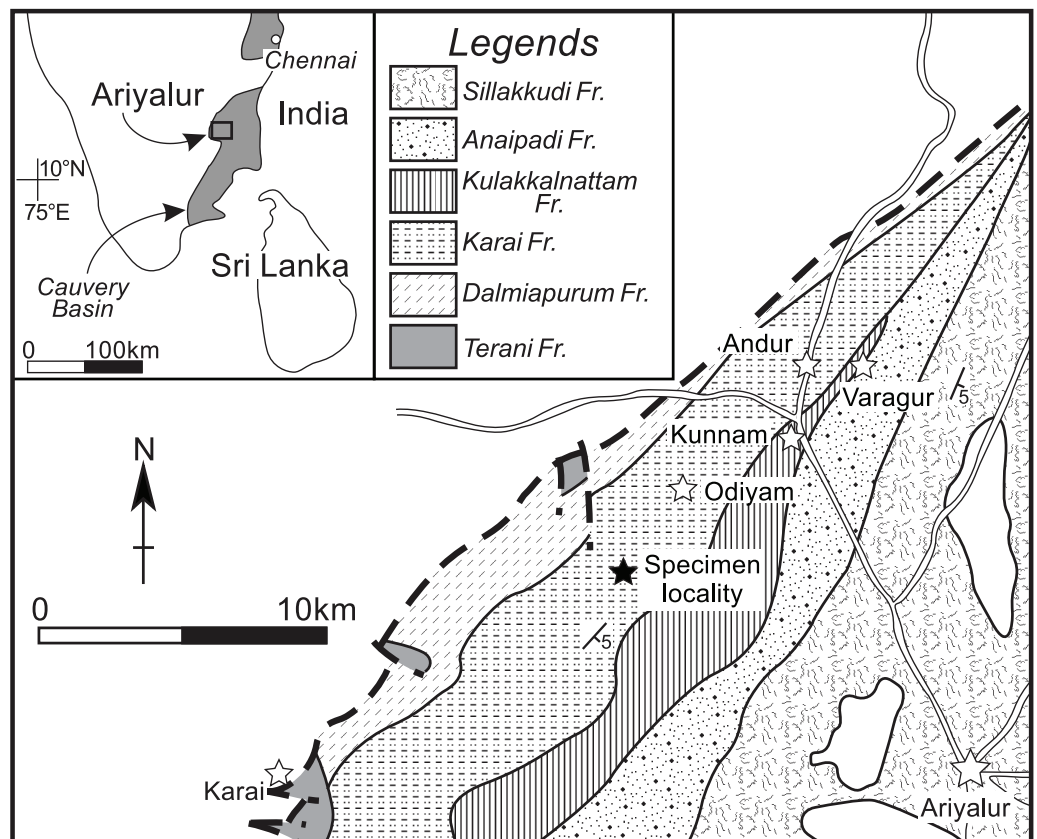 Chennai
Ariyalur
India
10°N
75°E
Sri Lanka
Cauvery
Basin
0 100km
Legends
Sillakkudi Fr.
Anaipadi Fr.
Kulakkalnattam
Fr.
Karai Fr.
Dalmiapurum Fr.
Terani Fr.
Andur
Varagur
5
Kunnam
N
Odiyam
Specimen
locality
0 10km
5
Karai
Ariyalur